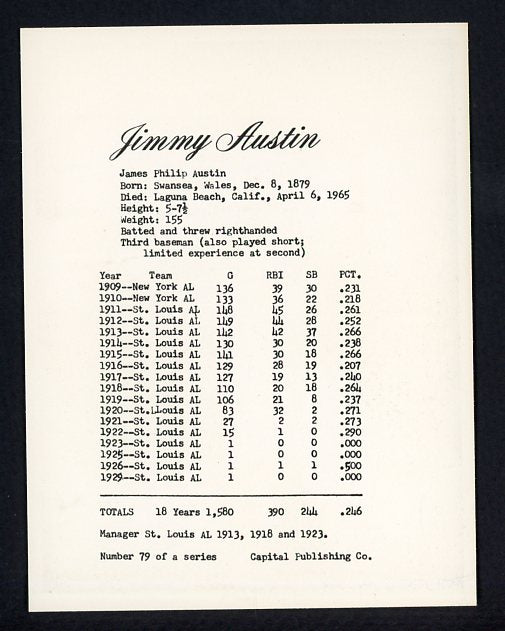 Jimmy Austin
James Philip Austin
Born: Swansea, Wales, Dec. 8, 1879
Died: Laguna Beach, Calif., April 6, 1965
Height: 5-7½
Weight: 155
Batted and threw righthanded
Third baseman (also played short;
limited experience at second)
Year Team G RBI SB PCT.
1909--New York AL 136 39 30 .231
1910--New York AL 133 36 22 .218
1911--St. Louis AL 148 45 26 .261
1912--St. Louis AL 149 44 28 .252
1913--St. Louis AL 142 42 37 .266
1914--St. Louis AL 130 30 20 .238
1915--St. Louis AL 141 30 18 .266
1916--St. Louis AL 129 28 19 .207
1917--St. Louis AL 127 19 13 .240
1918--St. Louis AL 110 20 18 .264
1919--St. Louis AL 106 21 8 .237
1920--St. Louis AL 83 32 2 .271
1921--St. Louis AL 27 2 2 .273
1922--St. Louis AL 15 1 0 .290
1923--St. Louis AL 1 0 0 .000
1925--St. Louis AL 1 0 0 .000
1926--St. Louis AL 1 1 1 .500
1929--St. Louis AL 1 0 0 .000
TOTALS 18 Years 1,580 390 244 .246
Manager St. Louis AL 1913, 1918 and 1923.
Number 79 of a series Capital Publishing Co.